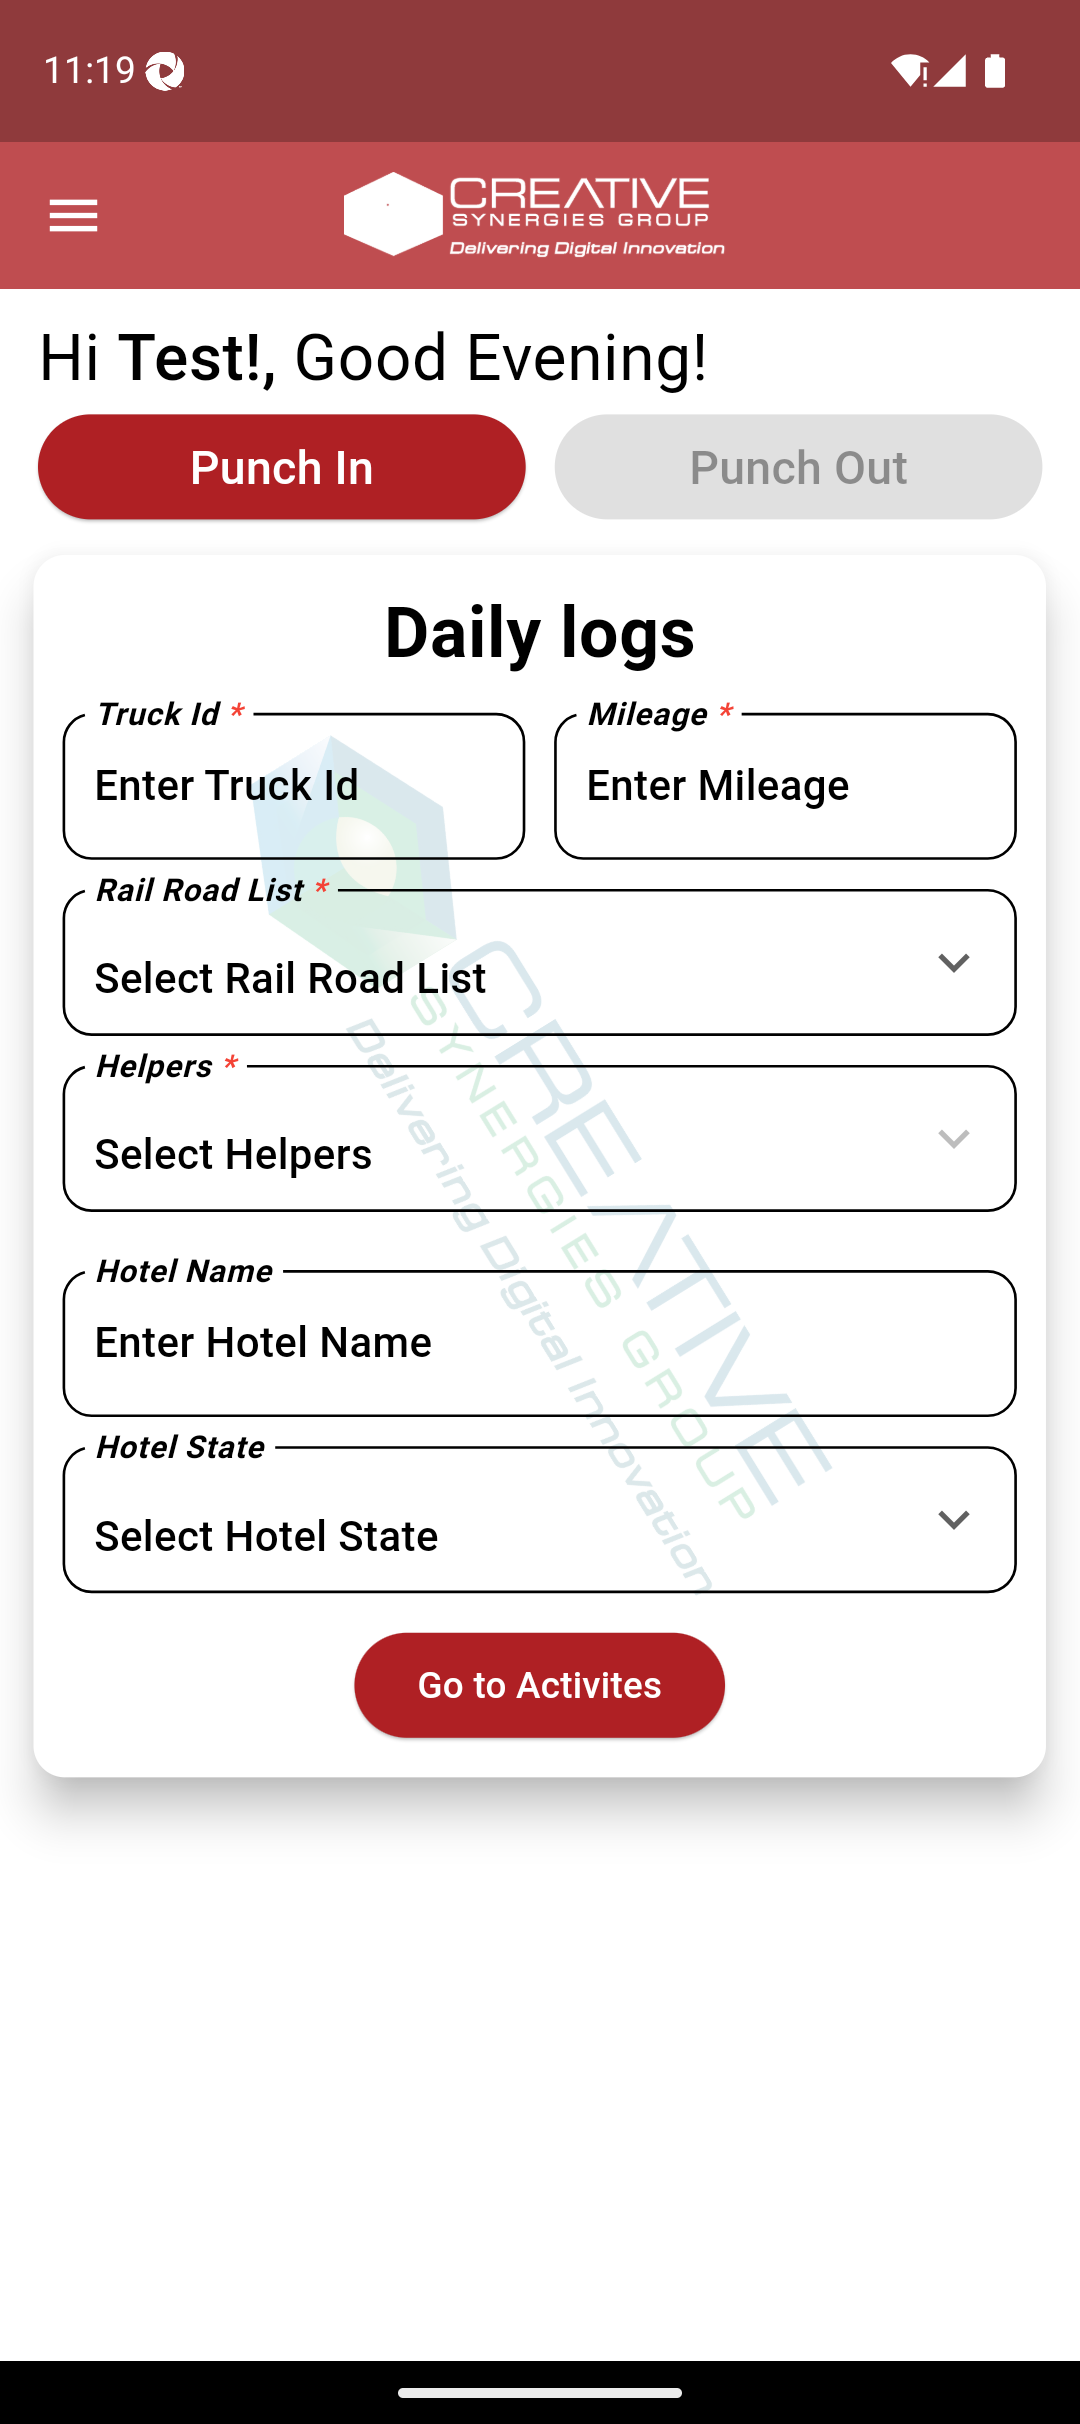 11:19
CREATIVE
SYNERGIES GROUP
Delivering Digital Innovation
Hi Test!, Good Evening!
Punch In
Punch Out
Daily logs
Truck Id *
Mileage *
Enter Truck Id
Enter Mileage
Rail Road List *
Select Rail Road List
Helpers *
Select Helpers
Hotel Name
Enter Hotel Name
Hotel State
Select Hotel State
CREATIVE
SYNERGIES GROUP
Delivering Digital Innovation
Go to Activites